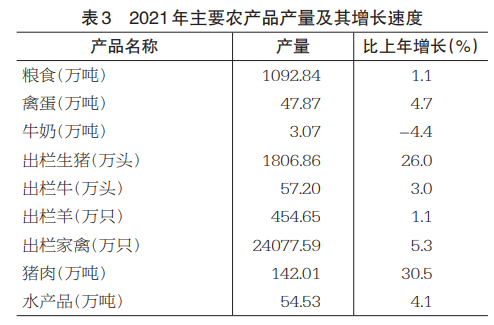 表3 2021年主要农产品产量及其增长速度
产品名称 产量 比上年增长(%)
粮食(万吨) 1092.84 1.1
禽蛋(万吨) 47.87 4.7
牛奶(万吨) 3.07 –4.4
出栏生猪(万头) 1806.86 26.0
出栏牛(万头) 57.20 3.0
出栏羊(万只) 454.65 1.1
出栏家禽(万只) 24077.59 5.3
猪肉(万吨) 142.01 30.5
水产品(万吨) 54.53 4.1